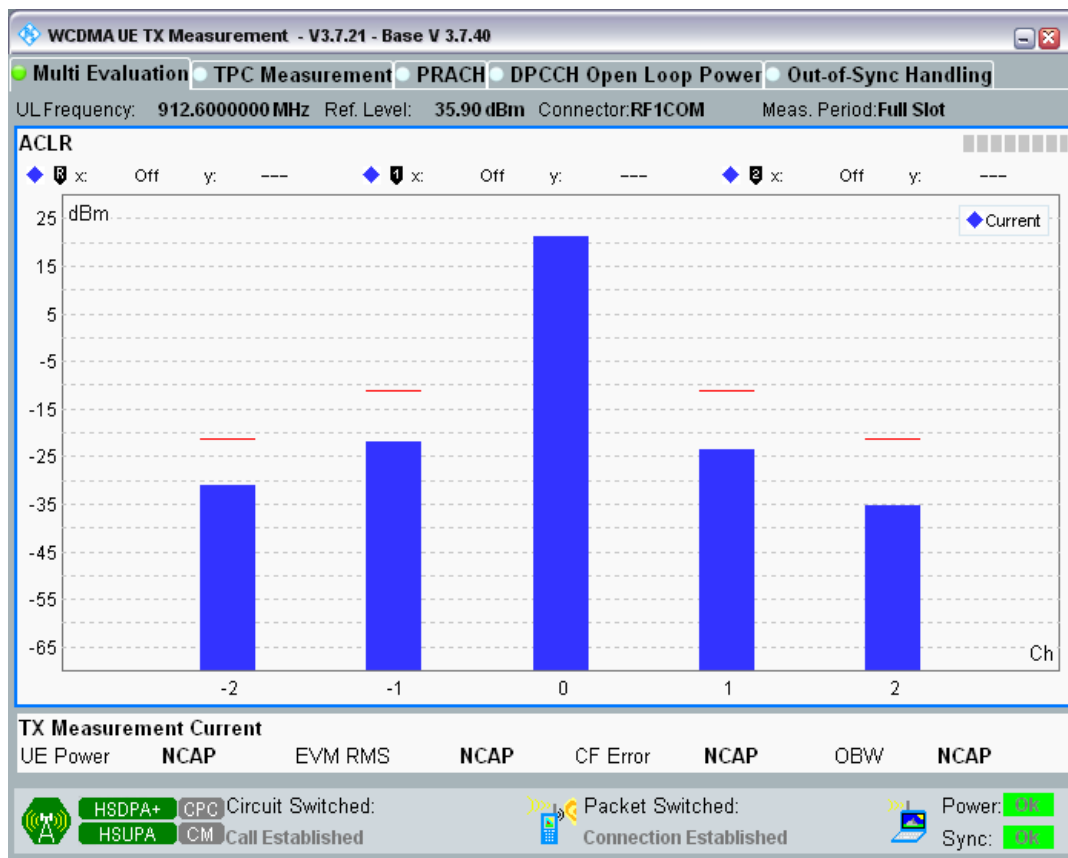 WCDMA UE TX Measurement - V3.7.21 - Base V 3.7.40
Multi Evaluation TPC Measurement PRACH DPCCH Open Loop Power Out-of-Sync Handling
UL Frequency: 912.6000000 MHz Ref. Level: 35.90 dBm Connector:RF1COM Meas. Period:Full Slot
ACLR
R x: Off y: --- 1 x: Off y: --- 2 x: Off y: ---
25 dBm
Current
15
5
-5
-15
-25
-35
-45
-55
-65
Ch
-2 -1 0 1 2
TX Measurement Current
UE Power NCAP EVM RMS NCAP CF Error NCAP OBW NCAP
HSDPA+ CPC Circuit Switched: Packet Switched: Power: OK
HSUPA CM Call Established Connection Established Sync: OK